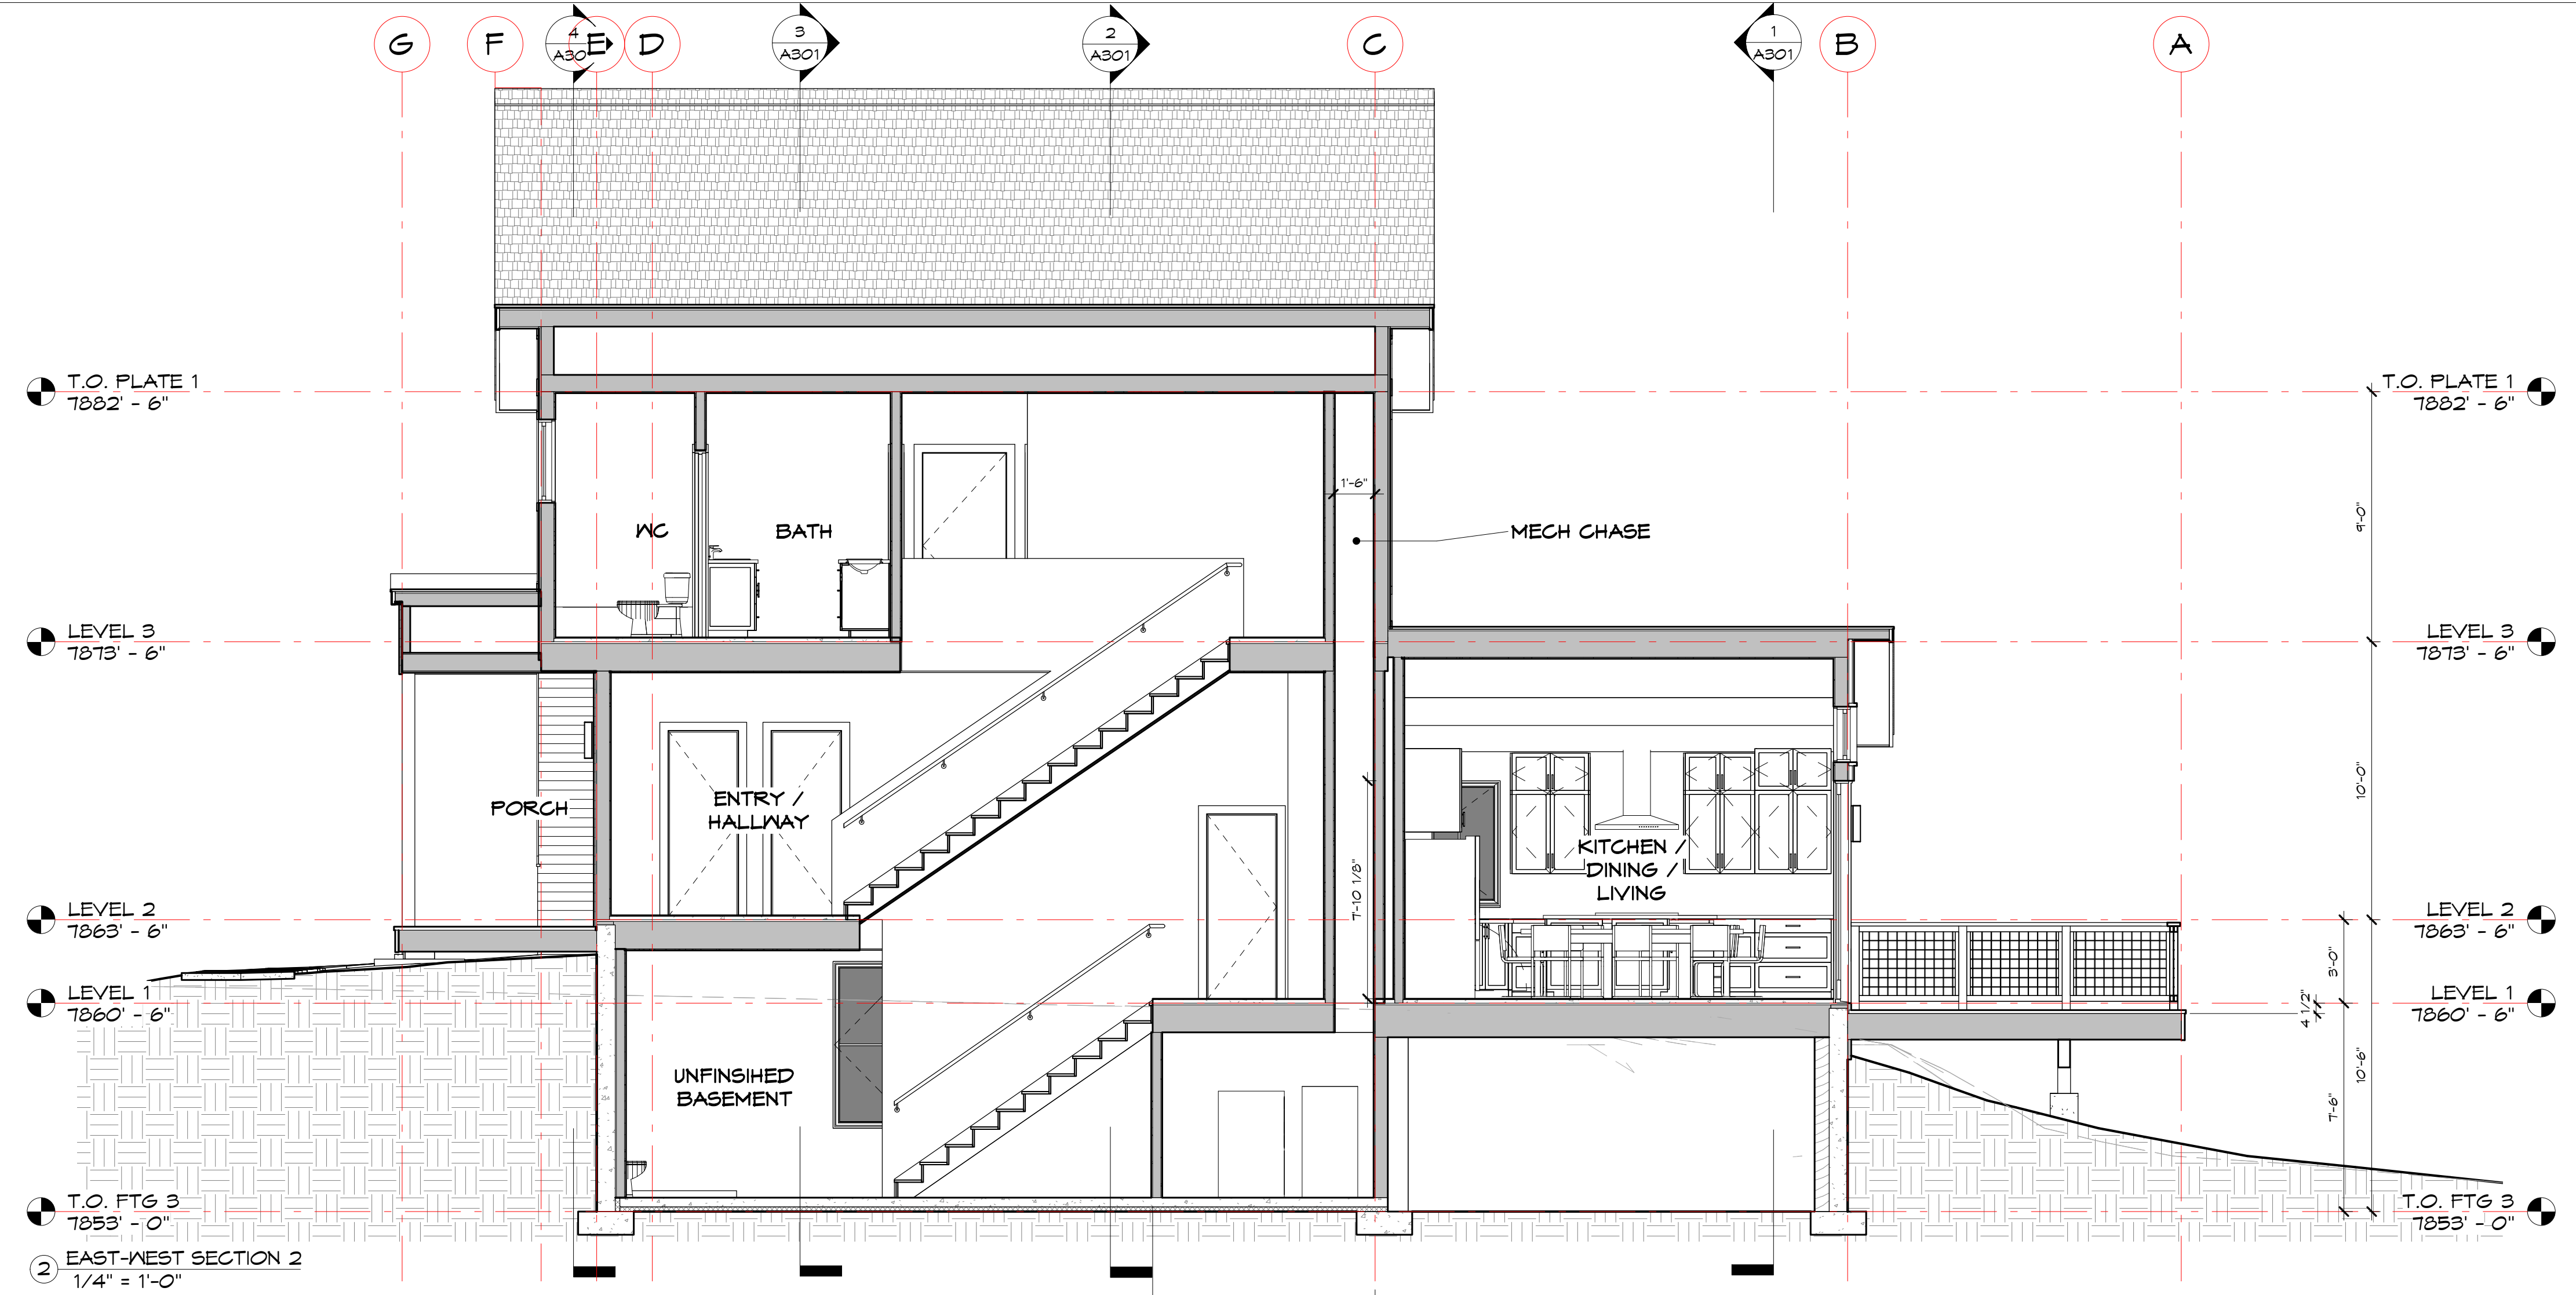 G
F
4
A30
E
D
3
A301
2
A301
C
1
A301
B
A
T.O. PLATE 1
7882' - 6"
T.O. PLATE 1
7882' - 6"
1'-6"
9'-0"
WC
BATH
MECH CHASE
LEVEL 3
7873' - 6"
LEVEL 3
7873' - 6"
10'-0"
PORCH
ENTRY /
HALLWAY
KITCHEN /
DINING /
LIVING
7'-10 1/8"
LEVEL 2
7863' - 6"
LEVEL 2
7863' - 6"
3'-0"
LEVEL 1
7860' - 6"
LEVEL 1
7860' - 6"
4 1/2"
UNFINSIHED
BASEMENT
10'-6"
7'-6"
T.O. FTG 3
7853' - 0"
T.O. FTG 3
7853' - 0"
2
EAST-WEST SECTION 2
1/4" = 1'-0"